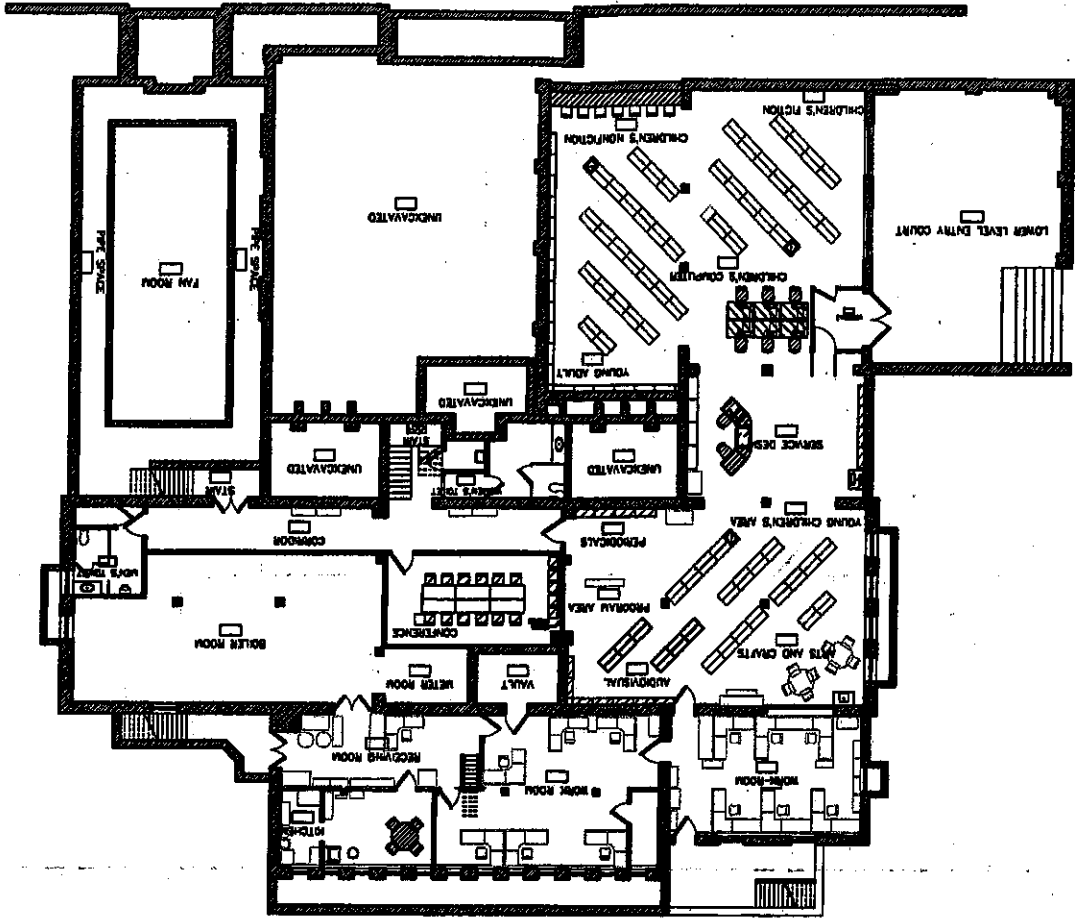 KITCHEN
WORK-ROOM
WORK ROOM
RECEIVING ROOM
AUDIOVISUAL
VAULT
METER ROOM
ARTS AND CRAFTS
BOILER ROOM
CONFERENCE
PROGRAM AREA
MEN'S TOILET
PERIODICALS
CORRIDOR
YOUNG CHILDREN'S AREA
WOMEN'S TOILET
STAIR
UNEXCAVATED
UNEXCAVATED
SERVICE DESK
STAIR
UNEXCAVATED
YOUNG ADULT
CHILDREN'S COMPUTER
FAN ROOM
PIPE SPACE
PIPE SPACE
LOWER LEVEL ENTRY COURT
UNEXCAVATED
CHILDREN'S NONFICTION
CHILDREN'S FICTION